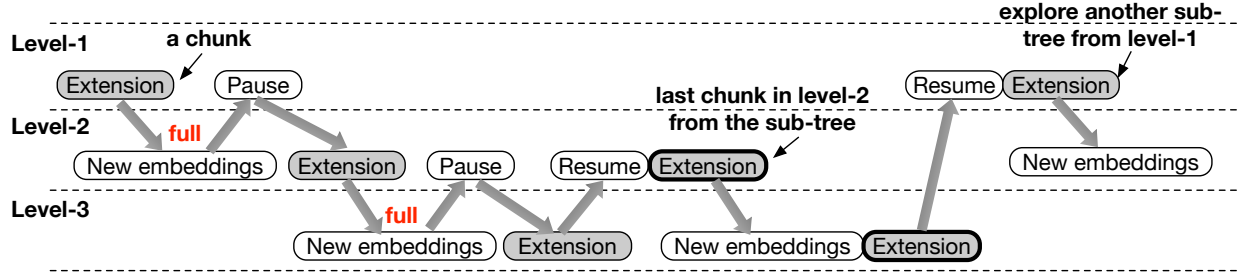 explore another sub-
tree from level-1
Level-1
a chunk
Extension
Pause
Resume
Extension
last chunk in level-2
from the sub-tree
Level-2
full
New embeddings
Extension
Pause
Resume
Extension
New embeddings
Level-3
full
New embeddings
Extension
New embeddings
Extension